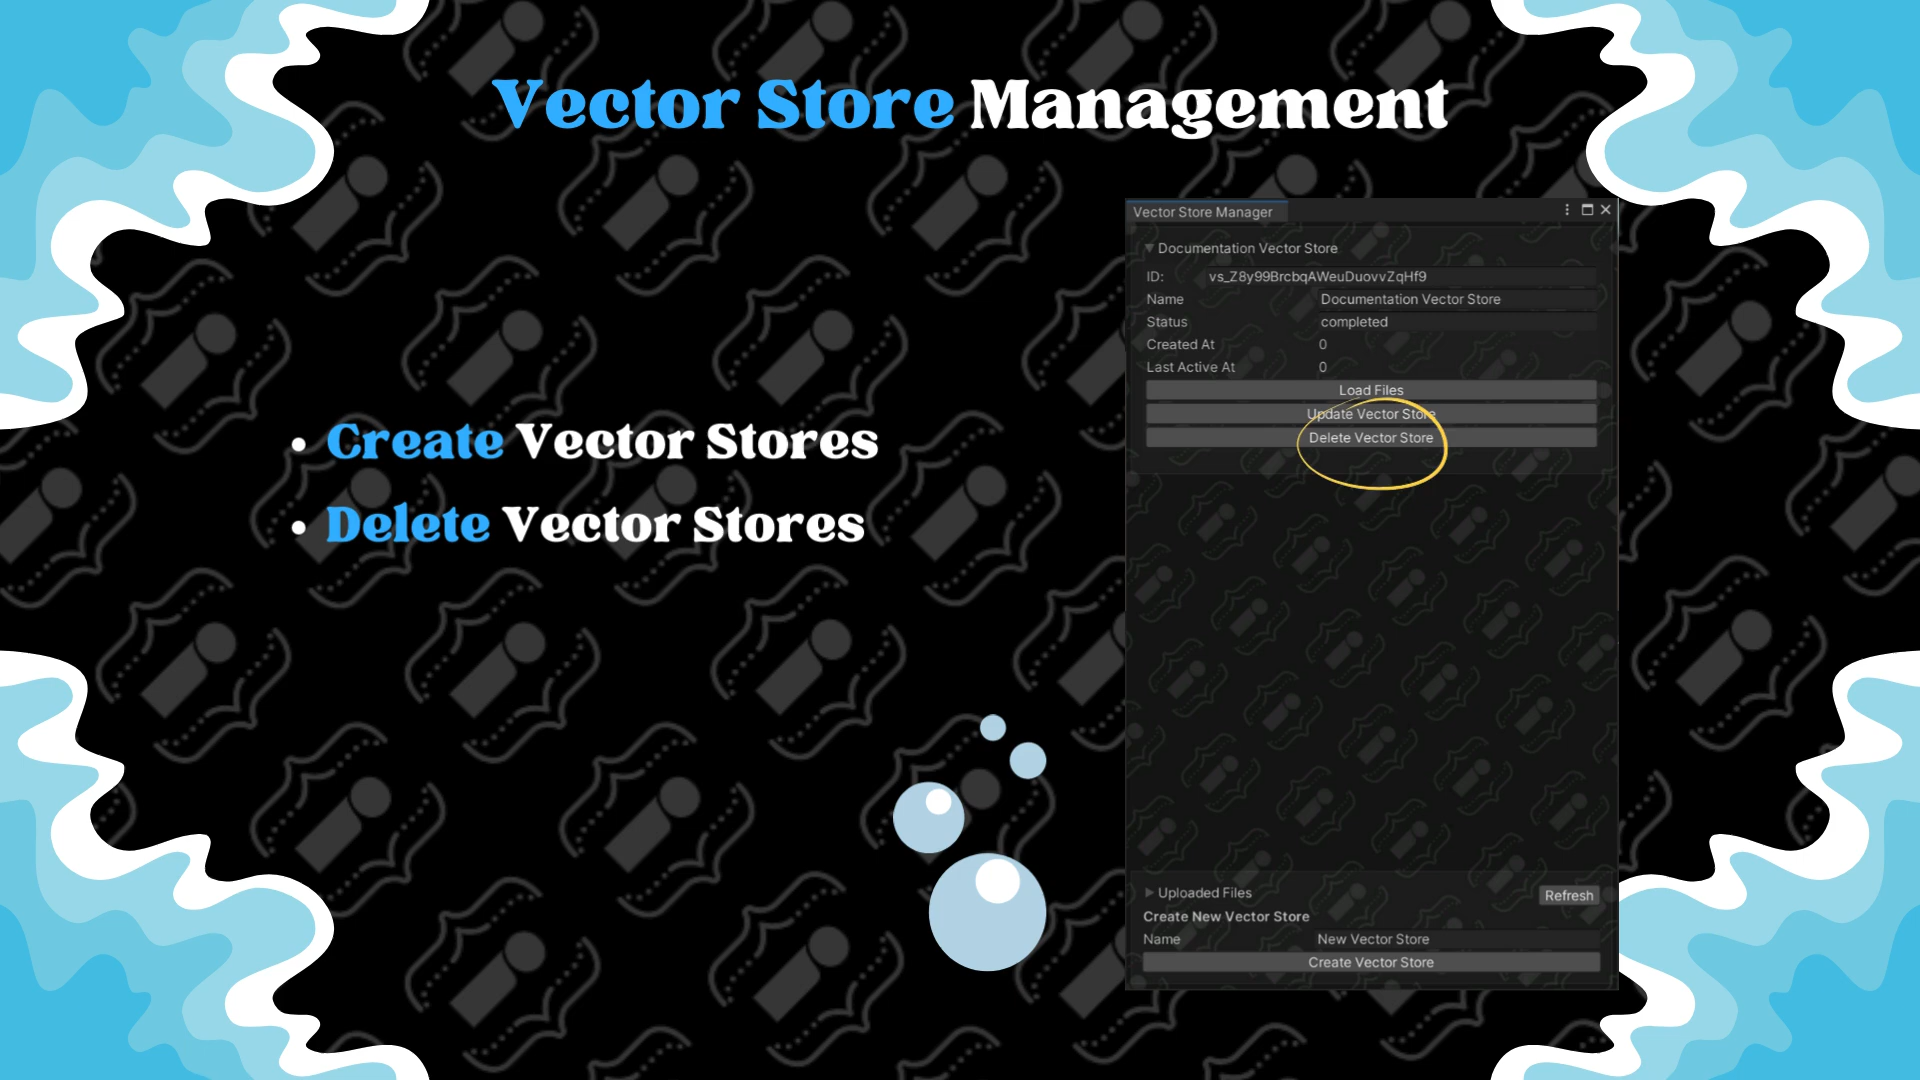 Vector Store Management
• Create Vector Stores
• Delete Vector Stores
Vector Store Manager
Documentation Vector Store
ID: vs_Z8y99BrcbqAWeuDuovvZqHf9
Name Documentation Vector Store
Status completed
Created At 0
Last Active At 0
Load Files
Update Vector Store
Delete Vector Store
Uploaded Files
Refresh
Create New Vector Store
Name New Vector Store
Create Vector Store